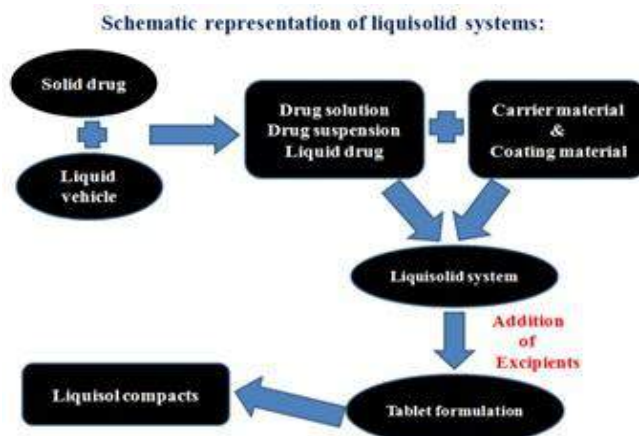 Schematic representation of liquisolid systems:
Solid drug
Liquid
vehicle
Drug solution
Drug suspension
Liquid drug
Carrier material
&
Coating material
Liquisolid system
Addition
of
Excipients
Tablet formulation
Liquisol compacts